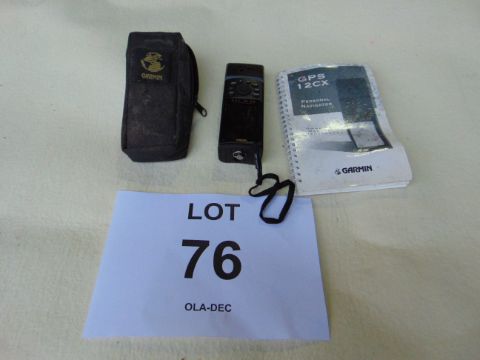 GARMIN
GPS
12CX
PERSONAL
NAVIGATOR
GARMIN
LOT
76
OLA-DEC